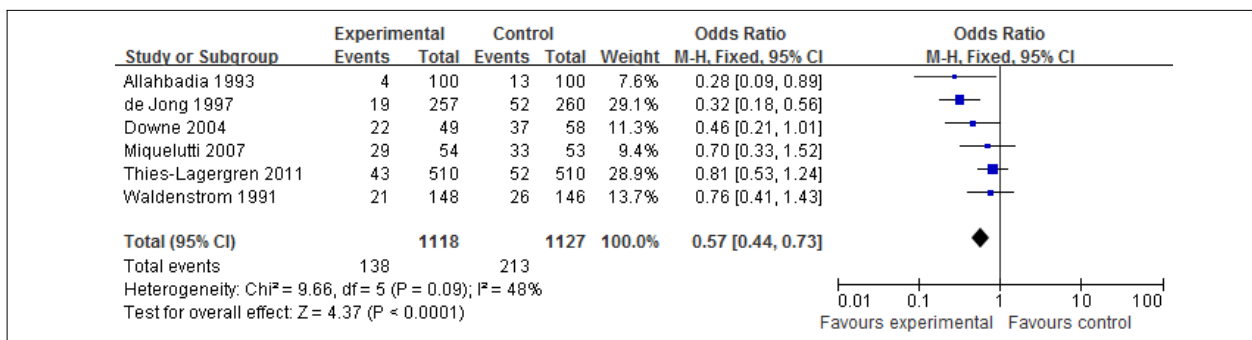 Experimental Control Odds Ratio Odds Ratio
Study or Subgroup Events Total Events Total Weight M-H, Fixed, 95% CI M-H, Fixed, 95% CI
Allahbadia 1993 4 100 13 100 7.6% 0.28 [0.09, 0.89]
de Jong 1997 19 257 52 260 29.1% 0.32 [0.18, 0.56]
Downe 2004 22 49 37 58 11.3% 0.46 [0.21, 1.01]
Miquelutti 2007 29 54 33 53 9.4% 0.70 [0.33, 1.52]
Thies-Lagergren 2011 43 510 52 510 28.9% 0.81 [0.53, 1.24]
Waldenstrom 1991 21 148 26 146 13.7% 0.76 [0.41, 1.43]
Total (95% CI) 1118 1127 100.0% 0.57 [0.44, 0.73]
Total events 138 213
Heterogeneity: Chi² = 9.66, df = 5 (P = 0.09); I² = 48%
Test for overall effect: Z = 4.37 (P < 0.0001)
0.01 0.1 1 10 100
Favours experimental Favours control